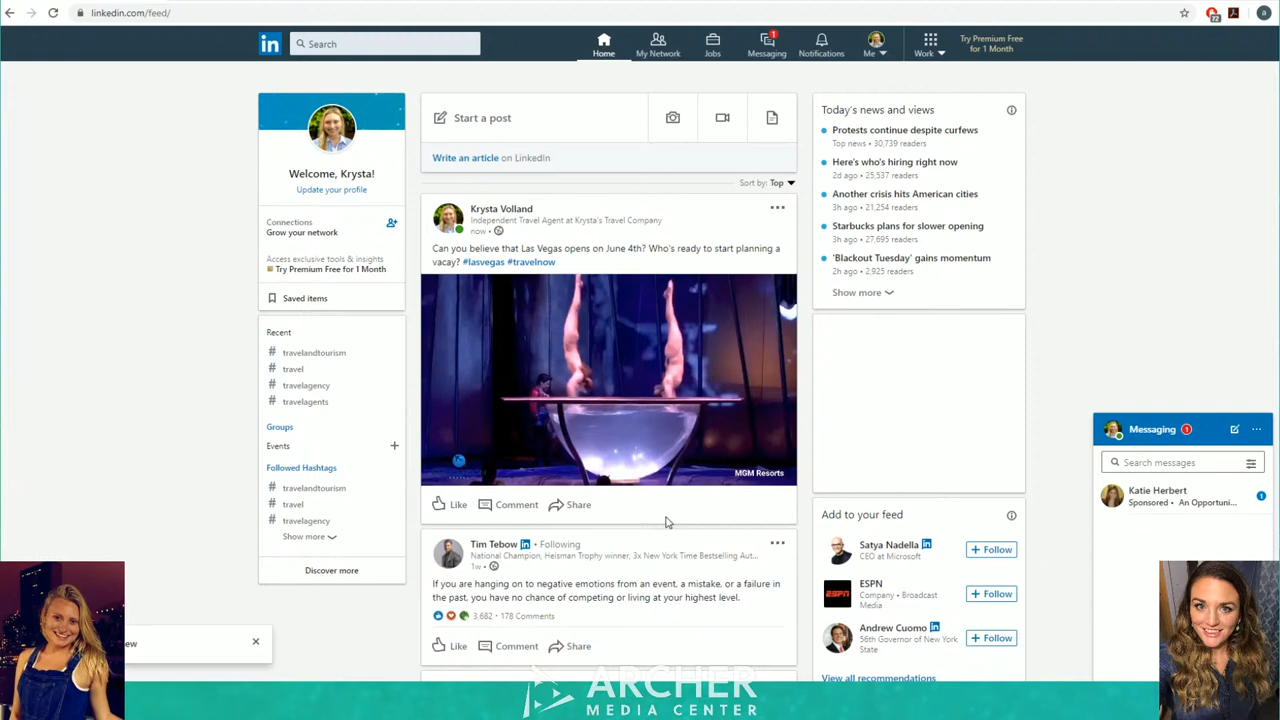 linkedin.com/feed/
72
a
in
Search
Home
My Network
Jobs
1
Messaging
Notifications
Me
Work
Try Premium Free
for 1 Month
Welcome, Krysta!
Update your profile
Connections
Grow your network
Access exclusive tools & insights
Try Premium Free for 1 Month
Saved items
Recent
# travelandtourism
# travel
# travelagency
# travelagents
Groups
Events
Followed Hashtags
# travelandtourism
# travel
# travelagency
Show more
Discover more
Start a post
Write an article on LinkedIn
Sort by: Top
Krysta Volland
Independent Travel Agent at Krysta's Travel Company
now •
Can you believe that Las Vegas opens on June 4th? Who's ready to start planning a
vacay? #lasvegas #travelnow
MGM Resorts
Like Comment Share
Tim Tebow in • Following
National Champion, Heisman Trophy winner, 3x New York Time Bestselling Aut...
1w •
If you are hanging on to negative emotions from an event, a mistake, or a failure in
the past, you have no chance of competing or living at your highest level.
3,682 • 178 Comments
Like Comment Share
Today's news and views
Protests continue despite curfews
Top news • 30,739 readers
Here's who's hiring right now
2d ago • 25,537 readers
Another crisis hits American cities
3h ago • 21,254 readers
Starbucks plans for slower opening
3h ago • 27,695 readers
'Blackout Tuesday' gains momentum
2h ago • 2,925 readers
Show more
Add to your feed
Satya Nadella in
CEO at Microsoft
+ Follow
ESPN
ESPN
Company • Broadcast
Media
+ Follow
Andrew Cuomo in
56th Governor of New York
State
+ Follow
View all recommendations
Messaging 1
Search messages
Katie Herbert
Sponsored • An Opportuni...
1
ew
ARCHER
MEDIA CENTER